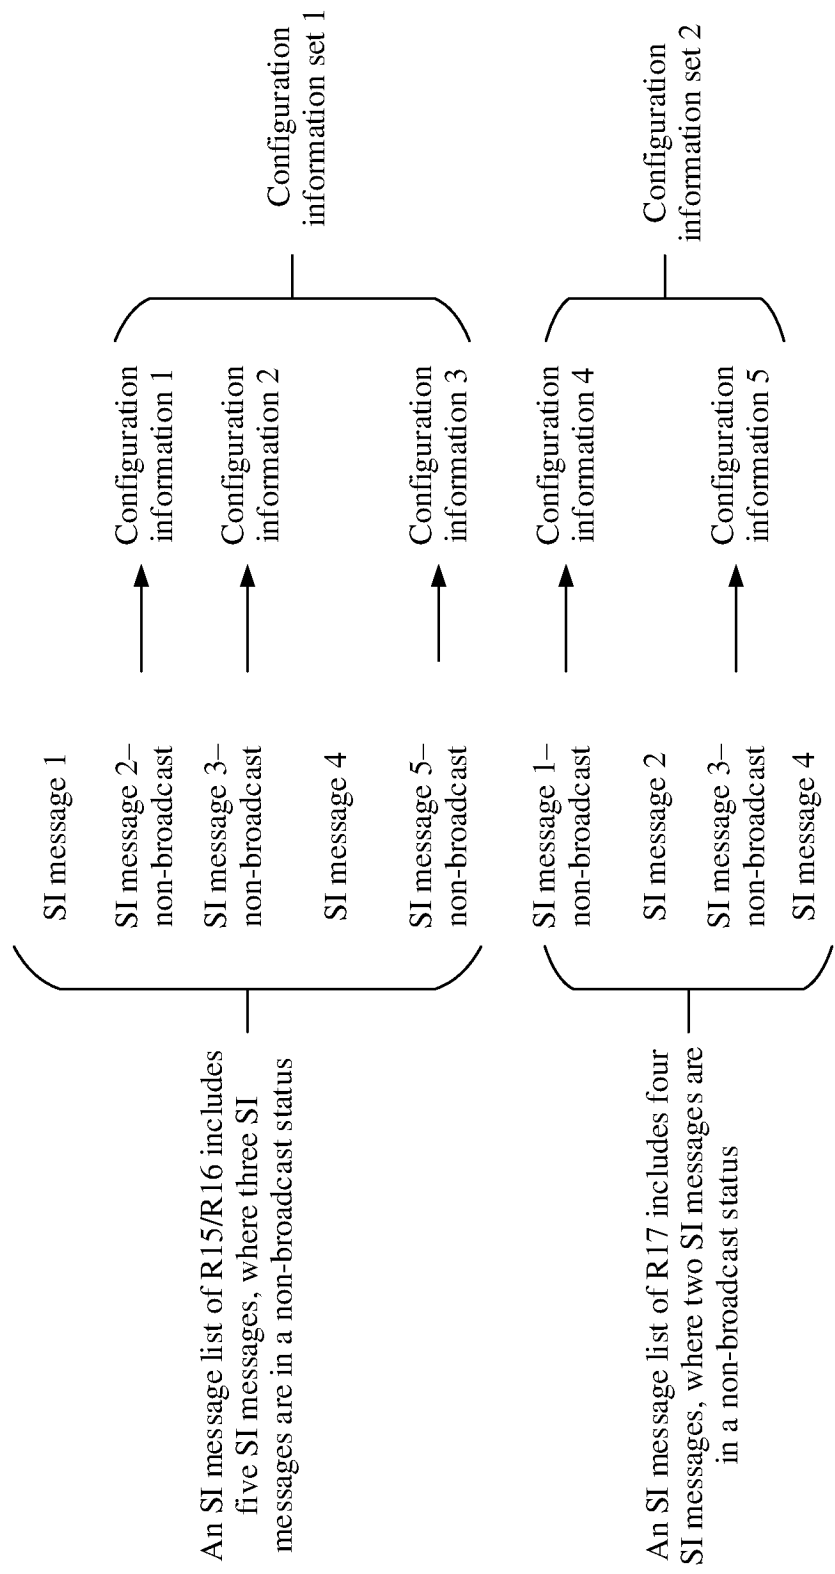 An SI message list of R15/R16 includes
five SI messages, where three SI
messages are in a non-broadcast status
SI message 1
SI message 2–
non-broadcast
SI message 3–
non-broadcast
SI message 4
SI message 5–
non-broadcast
Configuration
information 1
Configuration
information 2
Configuration
information 3
Configuration
information set 1
An SI message list of R17 includes four
SI messages, where two SI messages are
in a non-broadcast status
SI message 1–
non-broadcast
SI message 2
SI message 3–
non-broadcast
SI message 4
Configuration
information 4
Configuration
information 5
Configuration
information set 2